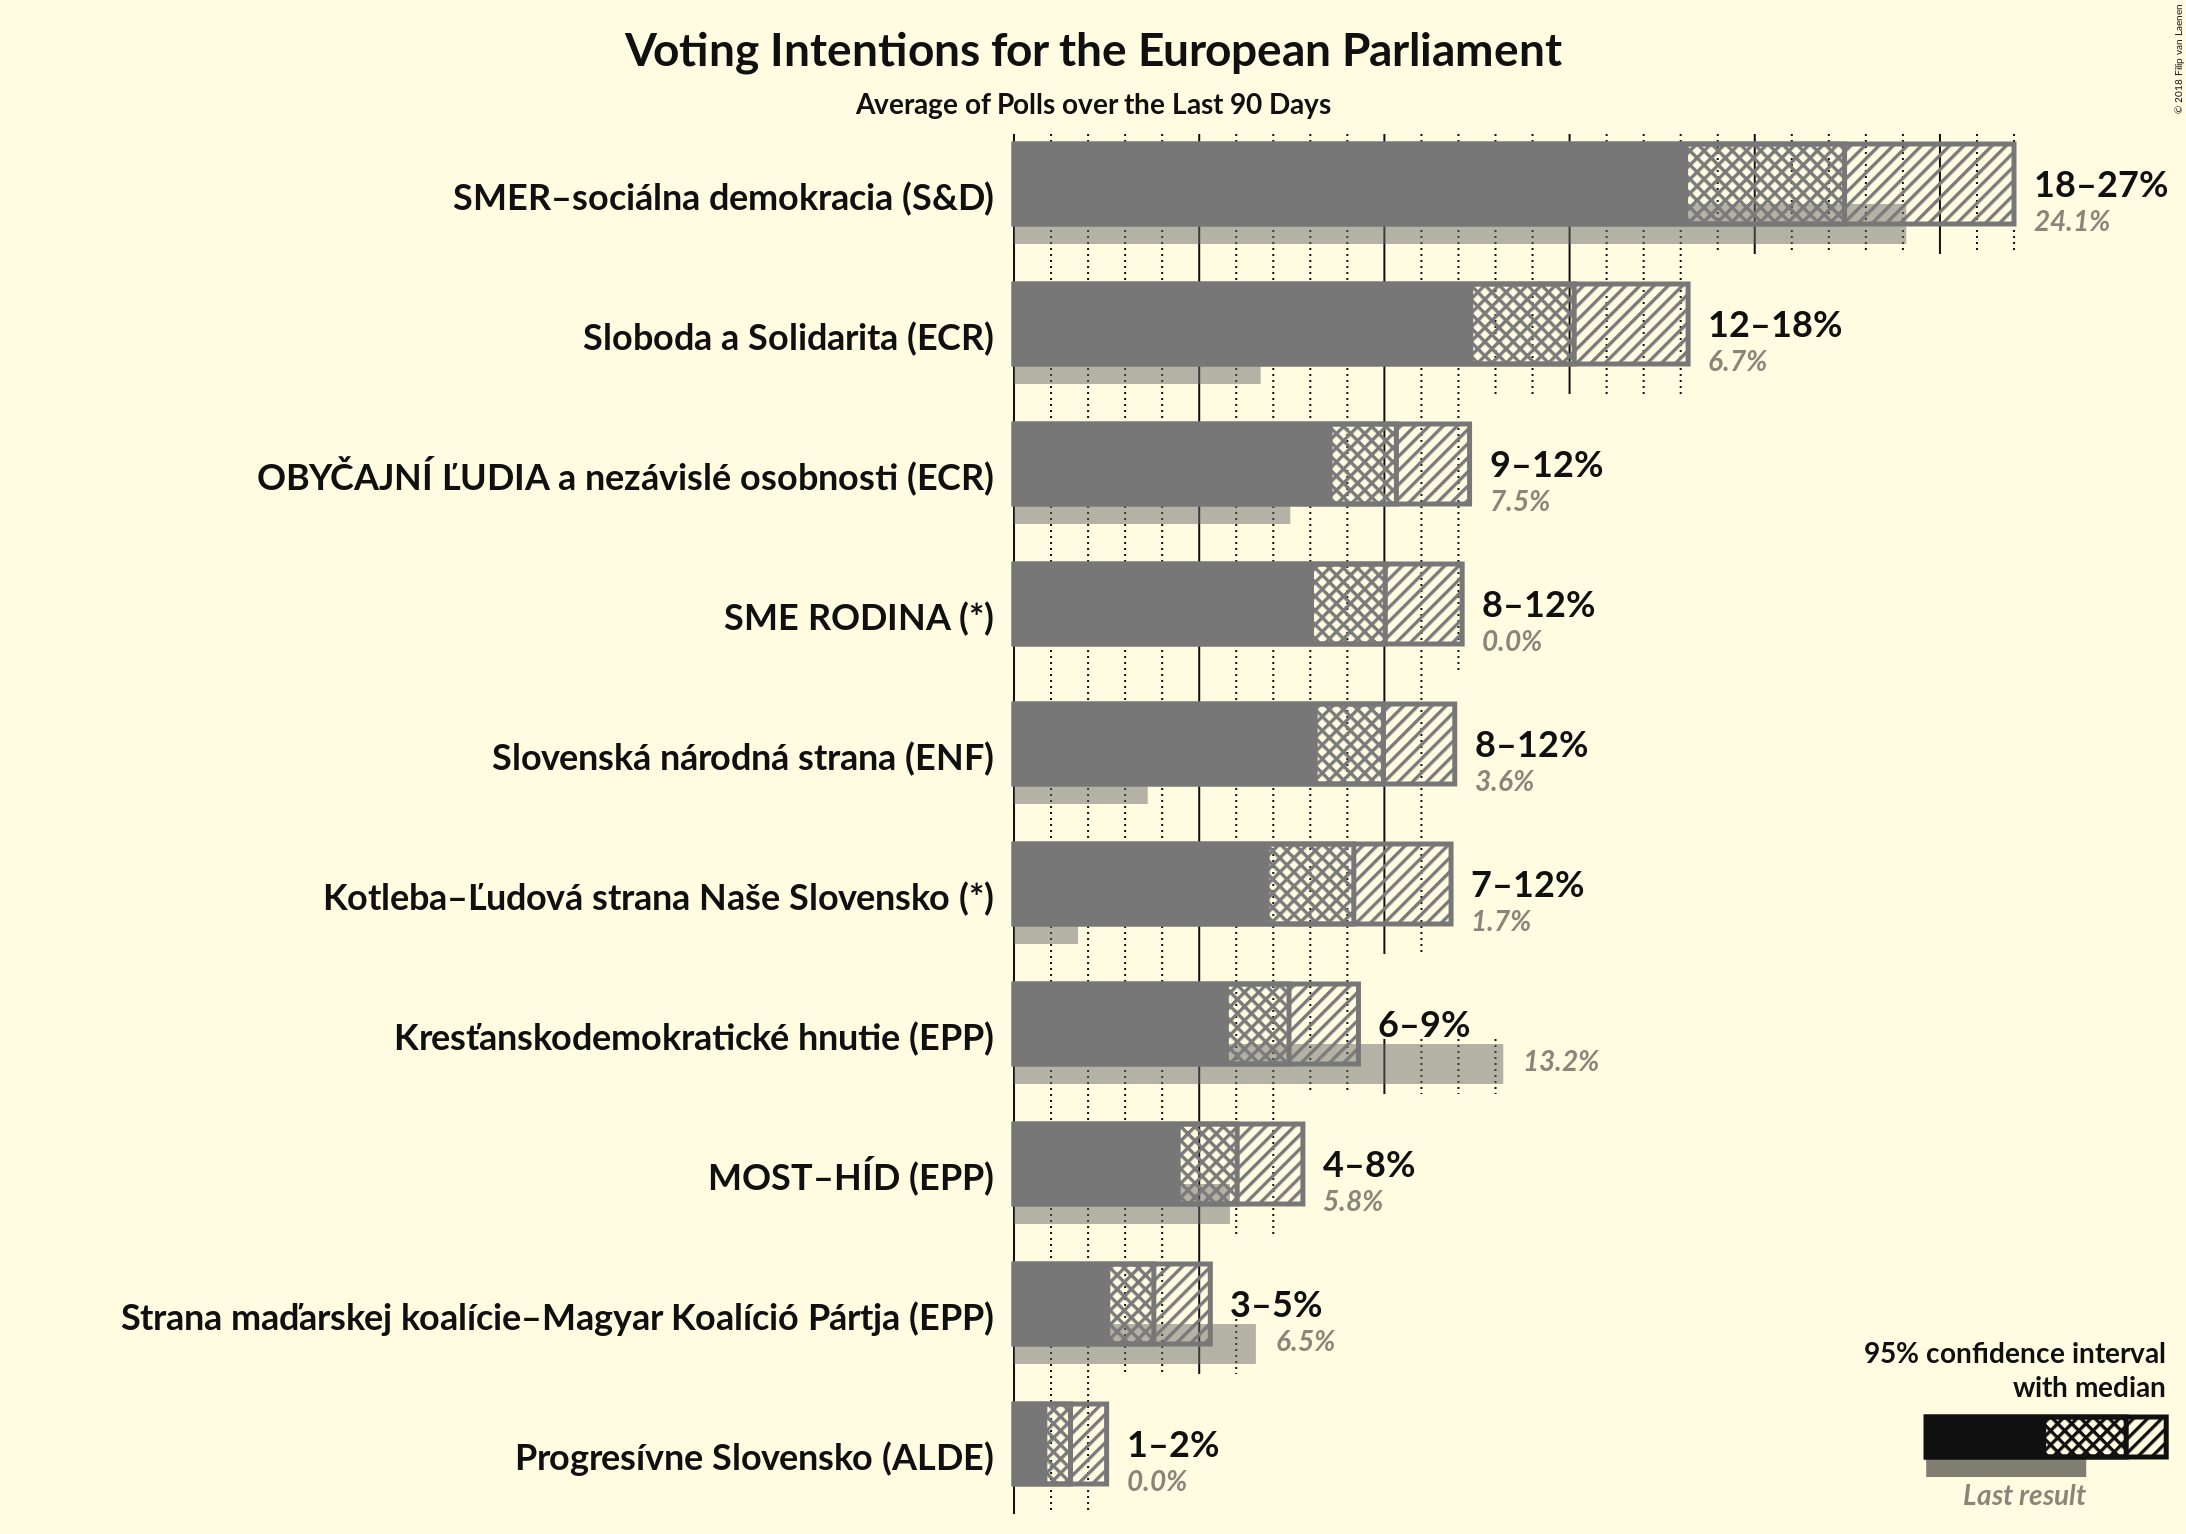 Voting Intentions for the European Parliament
Average of Polls over the Last 90 Days
© 2018 Filip van Laenen
SMER–sociálna demokracia (S&D)
18–27%
24.1%
Sloboda a Solidarita (ECR)
12–18%
6.7%
OBYČAJNÍ ĽUDIA a nezávislé osobnosti (ECR)
9–12%
7.5%
SME RODINA (*)
8–12%
0.0%
Slovenská národná strana (ENF)
8–12%
3.6%
Kotleba–Ľudová strana Naše Slovensko (*)
7–12%
1.7%
Kresťanskodemokratické hnutie (EPP)
6–9%
13.2%
MOST–HÍD (EPP)
4–8%
5.8%
Strana maďarskej koalície–Magyar Koalíció Pártja (EPP)
3–5%
6.5%
Progresívne Slovensko (ALDE)
1–2%
0.0%
95% confidence interval
with median
Last result